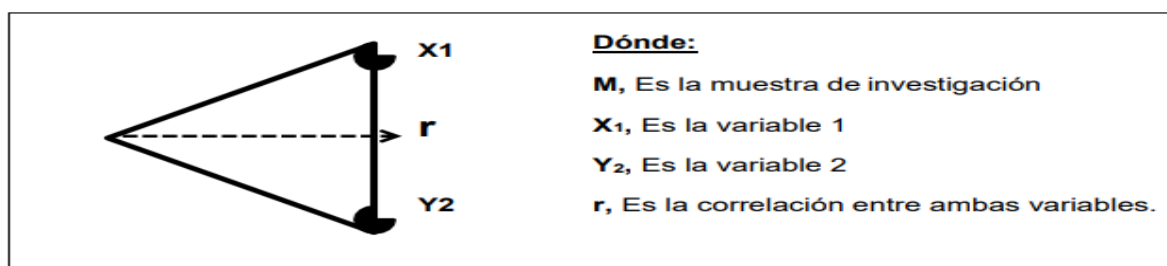 X1
r
Y2
Dónde:
M, Es la muestra de investigación
X₁, Es la variable 1
Y₂, Es la variable 2
r, Es la correlación entre ambas variables.